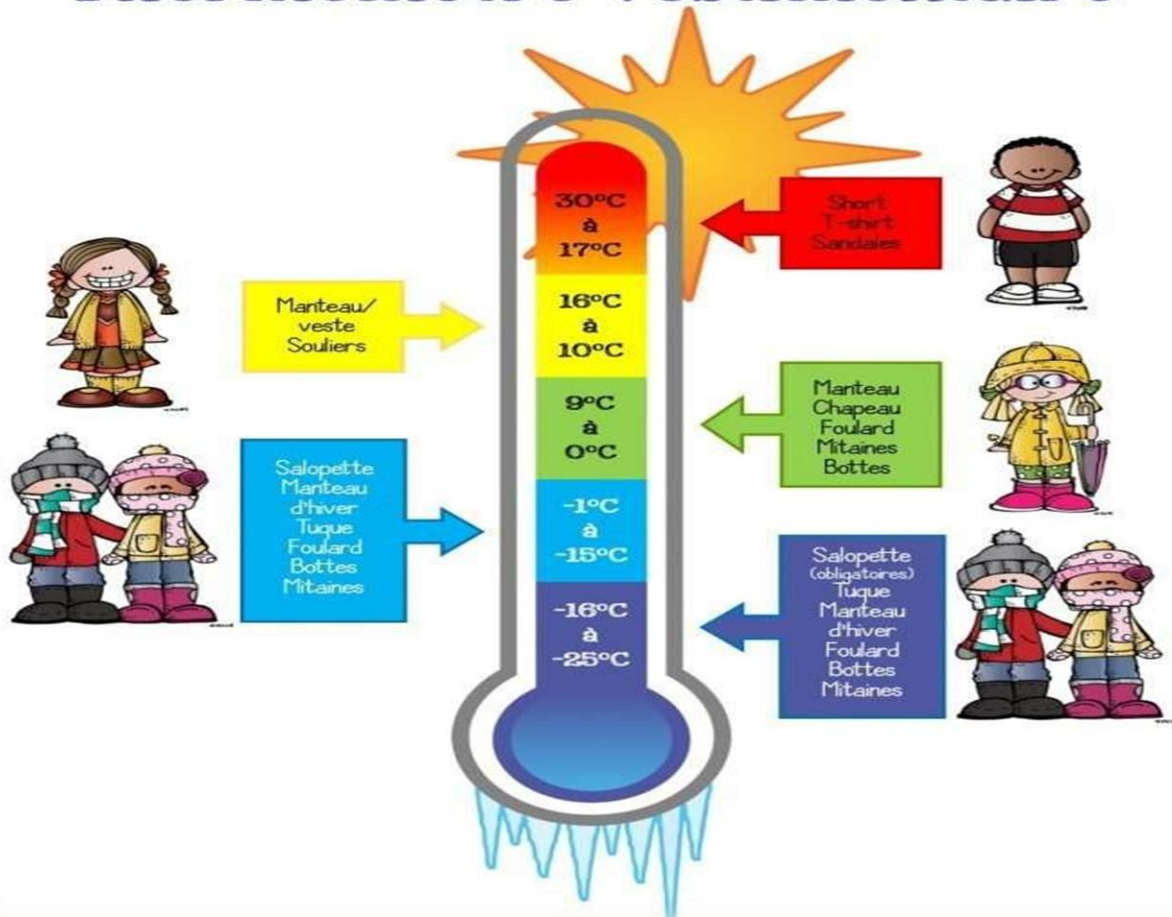 30°C
à
17°C
Short
T-shirt
Sandales
Manteau/
veste
Souliers
16°C
à
10°C
9°C
à
0°C
Manteau
Chapeau
Foulard
Mitaines
Bottes
Salopette
Manteau
d'hiver
Tuque
Foulard
Bottes
Mitaines
-1°C
à
-15°C
-16°C
à
-25°C
Salopette
(obligatoires)
Tuque
Manteau
d'hiver
Foulard
Bottes
Mitaines